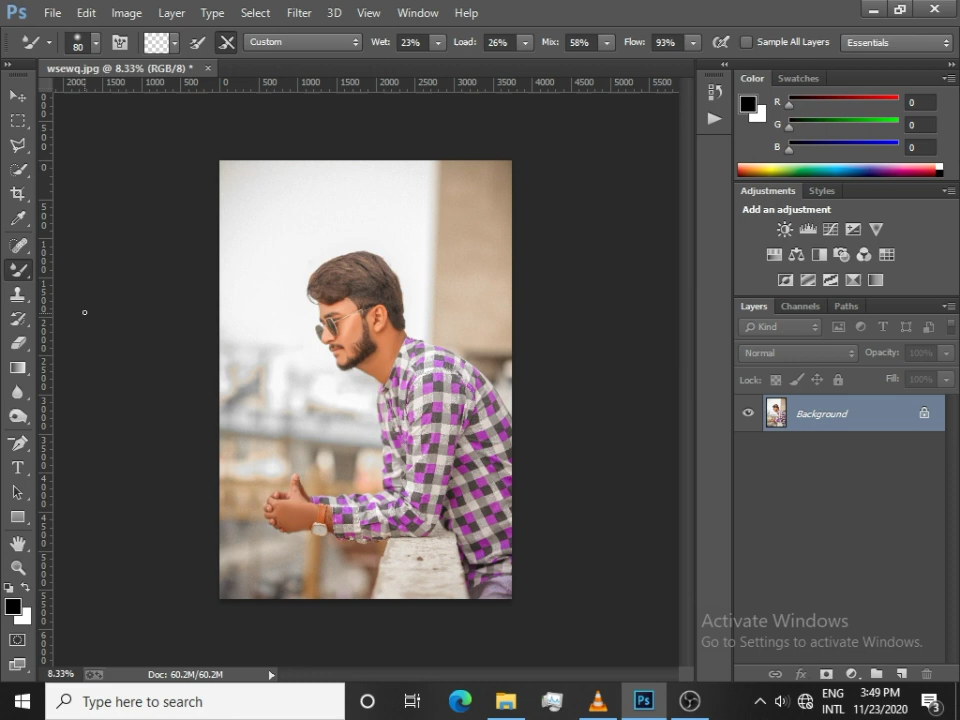 Ps File Edit Image Layer Type Select Filter 3D View Window Help
80 Custom Wet: 23% Load: 26% Mix: 58% Flow: 93% Sample All Layers Essentials
wsewq.jpg @ 8.33% (RGB/8) * ×
2000 1500 1000 500 0 500 1000 1500 2000 2500 3000 3500 4000 4500 5000 5500
Color Swatches
R 0
G 0
B 0
Adjustments Styles
Add an adjustment
Layers Channels Paths
Kind
Normal Opacity: 100%
Lock: Fill: 100%
Background
Activate Windows
Go to Settings to activate Windows.
8.33% Doc: 60.2M/60.2M
Type here to search
Ps
ENG 3:49 PM
INTL 11/23/2020
3